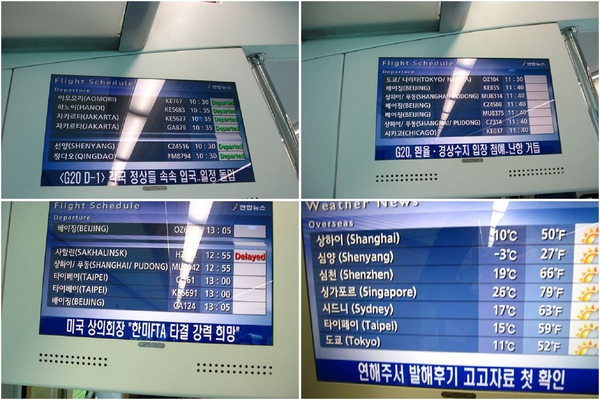 Flight Schedule 연합뉴스
Departure
아오모리(AOMORI) KE767 10 : 30 Departed
하노이(HANOI) KE5683 10 : 35 Departed
자카르타(JAKARTA) KE5627 10 : 35 Departed
자카르타(JAKARTA) GA879 10 : 35 Departed
선양(SHENYANG) CZ4516 10 : 30 Departed
칭다오(QINGDAO) FM8794 10 : 50 Departed
<G20 D-1> 각국 정상들 속속 입국..일정 돌입
Flight Schedule 연합뉴스
Departure
도쿄/ 나리타(TOKYO/ OZ104 11 : 30
베이징(BEIJING) KE855 11 : 40
상하이/ 푸동(SHANGHAI/ MU8314 11 : 40
베이징(BEIJING) CZ4508 11 : 40
베이징(BEIJING) MU8375 11 : 40
상하이/ 푸동(SHANGHAI/ PUDONG) CZ314 11 : 40
시카고(CHICAGO) KE037 11 : 40
G20, 환율·경상수지 입장 첨예..난항 거듭
Flight Schedule 연합뉴스
Departure
베이징(BEIJING) 13 : 05
사할린(SAKHALINSK) 12 : 55 Delayed
상하이/ 푸동(SHANGHAI/ PUDONG) 12 : 55
타이페이(TAIPEI) 13 : 00
타이페이(TAIPEI) 13 : 00
베이징(BEIJING) CA124 13 : 05
미국 상의회장 "한미FTA 타결 강력 희망"
Weather News
Overseas
상하이 (Shanghai) 10℃ 50℉
심양 (Shenyang) -3℃ 27℉
심천 (Shenzhen) 19℃ 66℉
싱가포르 (Singapore) 26℃ 79℉
시드니 (Sydney) 17℃ 63℉
타이페이 (Taipei) 15℃ 59℉
도쿄 (Tokyo) 11℃ 52℉
연해주서 발해후기 고고자료 첫 확인